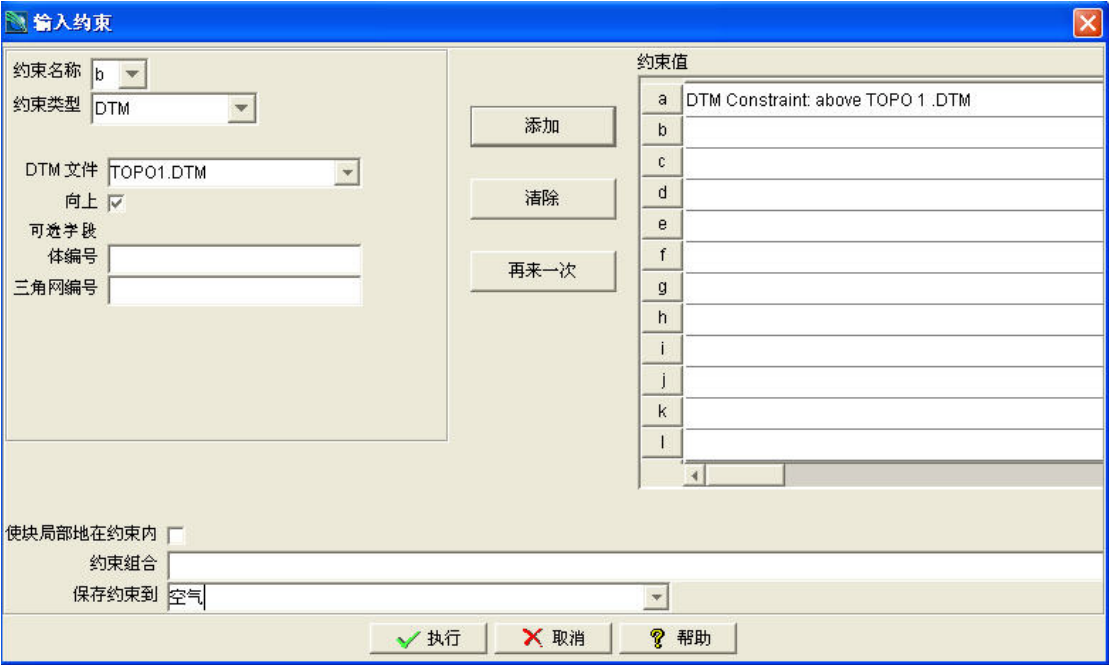 输入约束
约束名称 b
约束类型 DTM
DTM 文件 TOPO1.DTM
向上
可选字段
体编号
三角网编号
添加
清除
再来一次
约束值
a DTM Constraint: above TOPO 1 .DTM
b
c
d
e
f
g
h
i
j
k
l
使块局部地在约束内
约束组合
保存约束到 空气
执行 取消 帮助